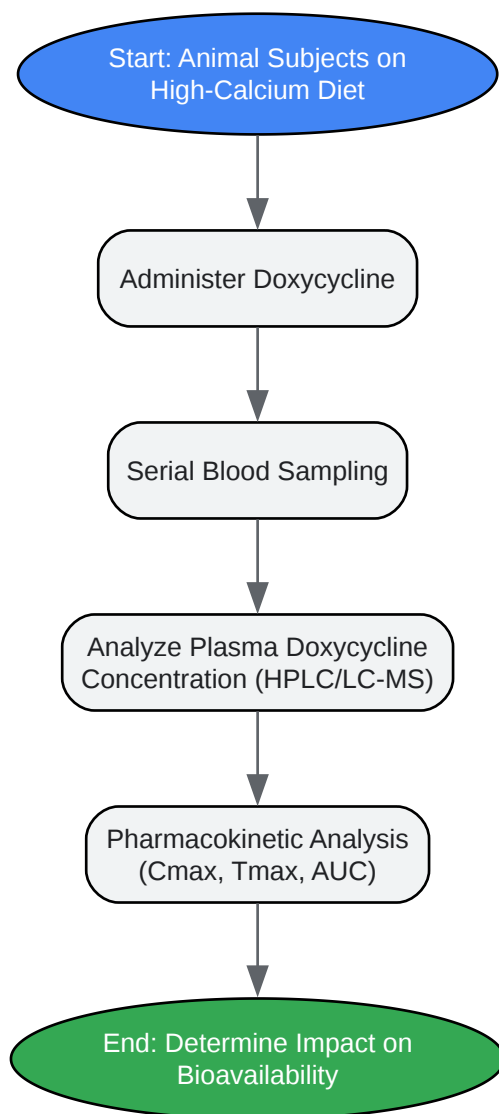 Start: Animal Subjects on
High-Calcium Diet
Administer Doxycycline
Serial Blood Sampling
Analyze Plasma Doxycycline
Concentration (HPLC/LC-MS)
Pharmacokinetic Analysis
(Cmax, Tmax, AUC)
End: Determine Impact on
Bioavailability